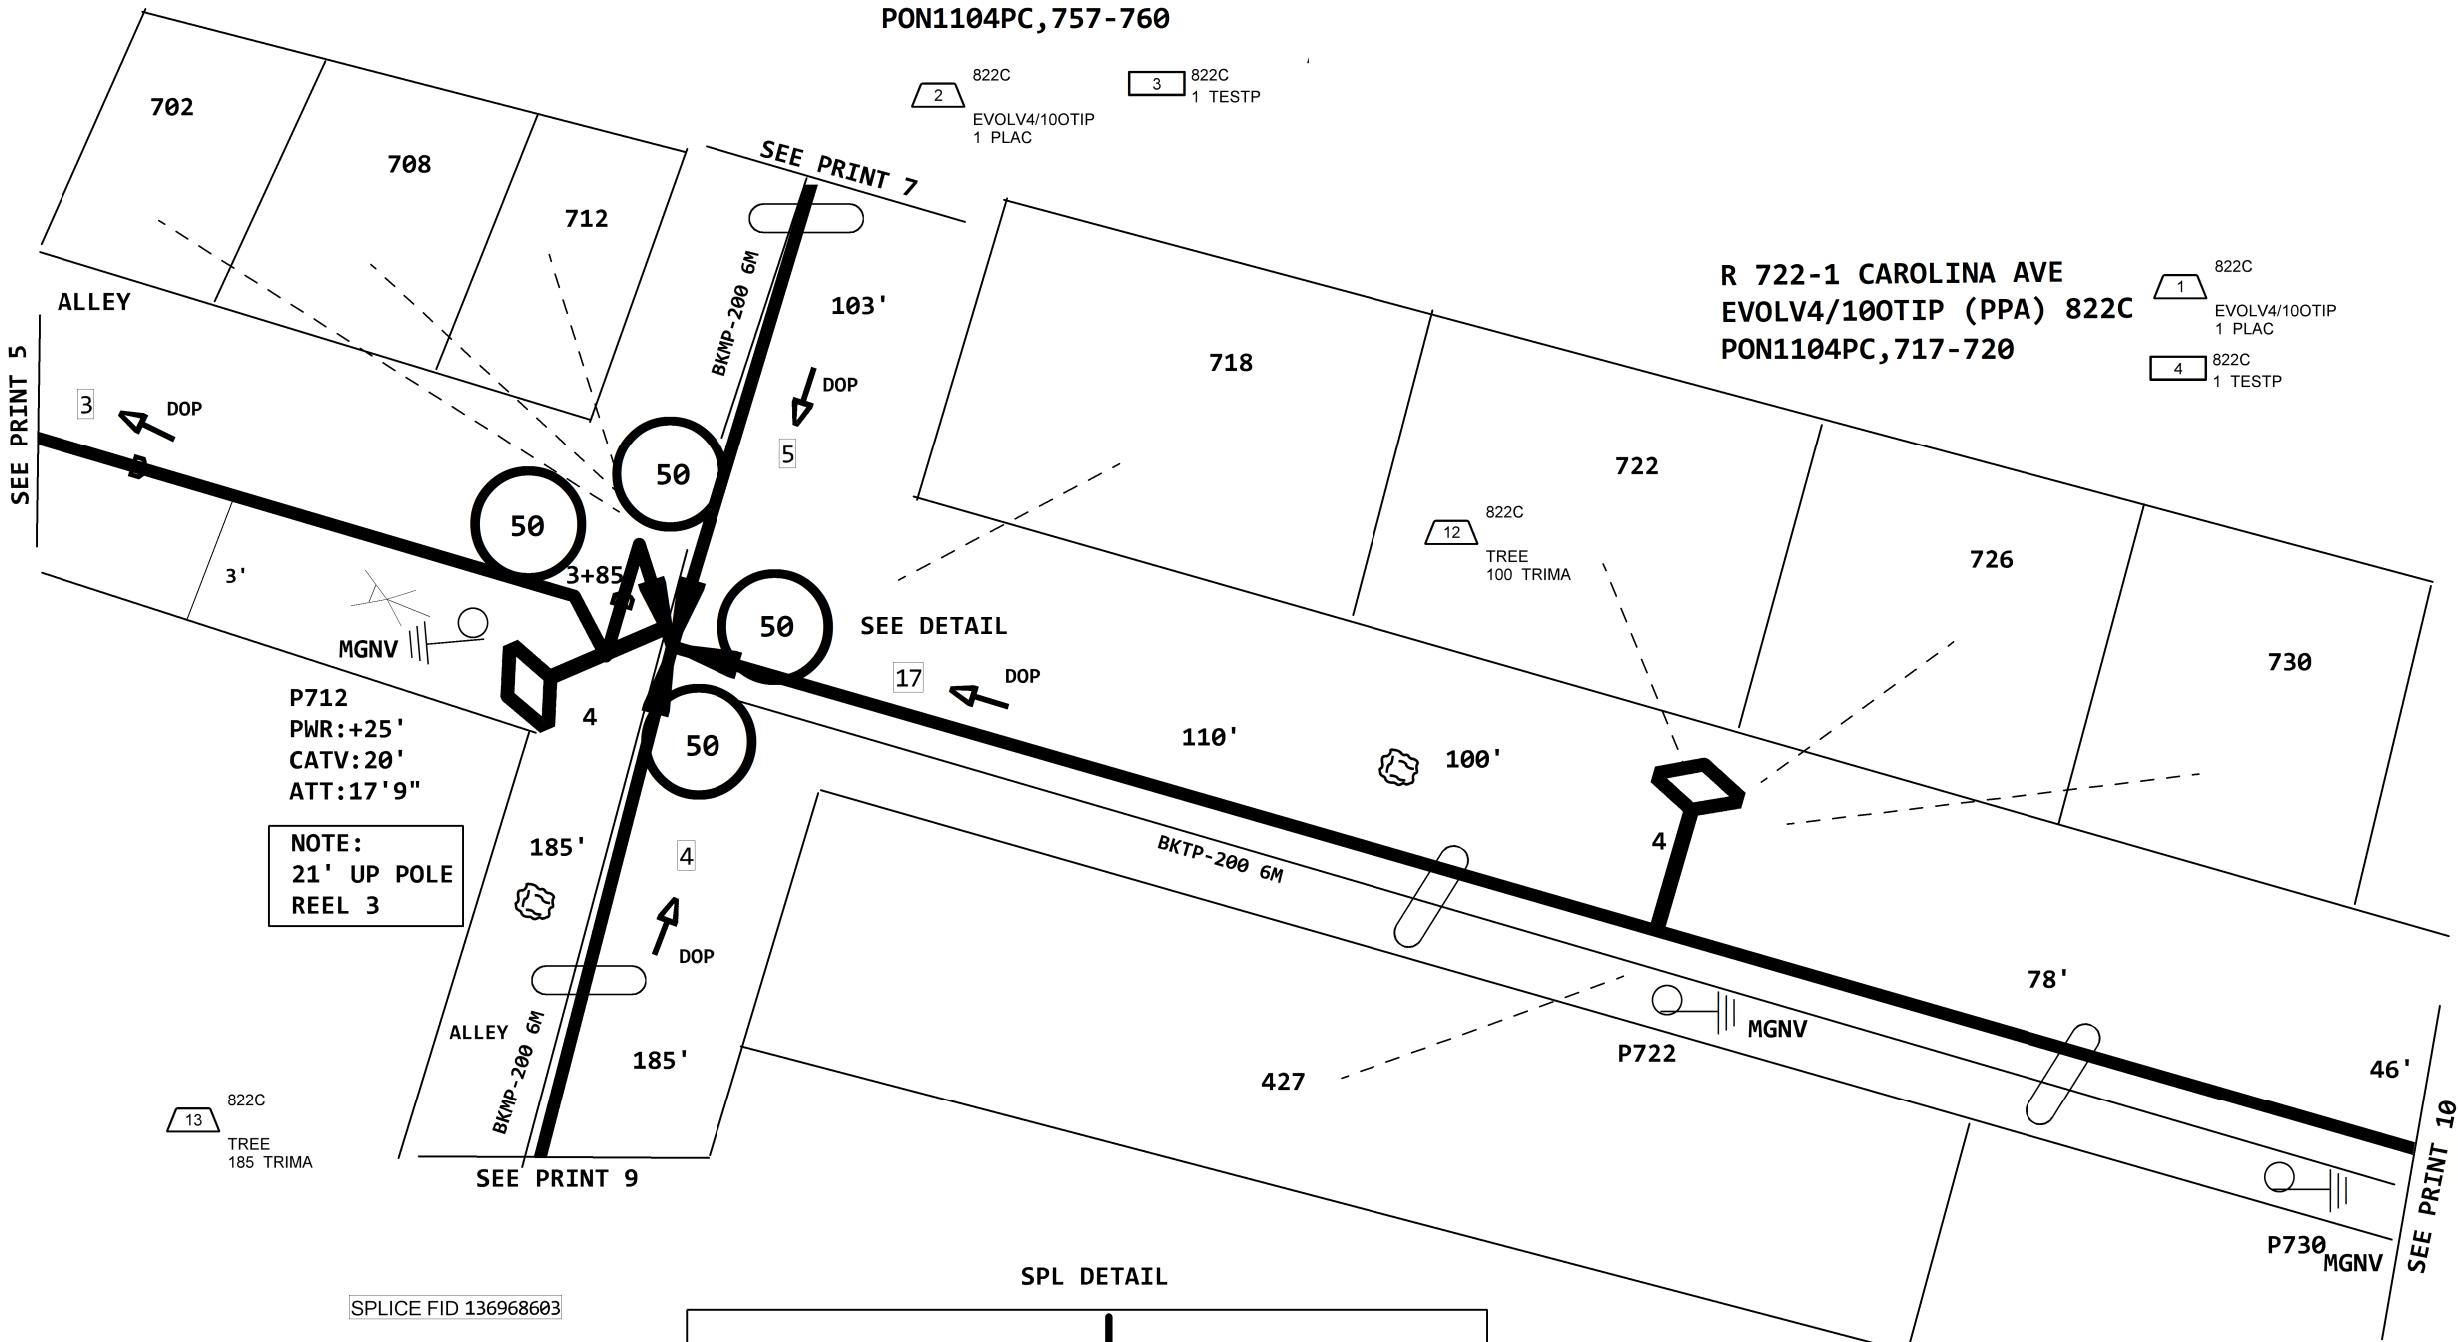 PON1104PC,757-760
2
822C
EVOLV4/10OTIP
1 PLAC
3
822C
1 TESTP
702
708
712
SEE PRINT 7
BKMP-200 6M
103'
DOP
5
718
722
726
730
R 722-1 CAROLINA AVE
EVOLV4/10OTIP (PPA) 822C
PON1104PC,717-720
1
822C
EVOLV4/10OTIP
1 PLAC
4
822C
1 TESTP
ALLEY
SEE PRINT 5
3
DOP
50
50
50
50
3+85
3'
MGNV
SEE DETAIL
17
DOP
12
822C
TREE
100 TRIMA
P712
PWR:+25'
CATV:20'
ATT:17'9"
4
110'
100'
4
NOTE:
21' UP POLE
REEL 3
185'
4
DOP
BKTP-200 6M
78'
ALLEY
BKMP-200 6M
185'
427
P722
MGNV
46'
13
822C
TREE
185 TRIMA
SEE PRINT 9
SEE PRINT 10
P730
MGNV
SPL DETAIL
SPLICE FID 136968603